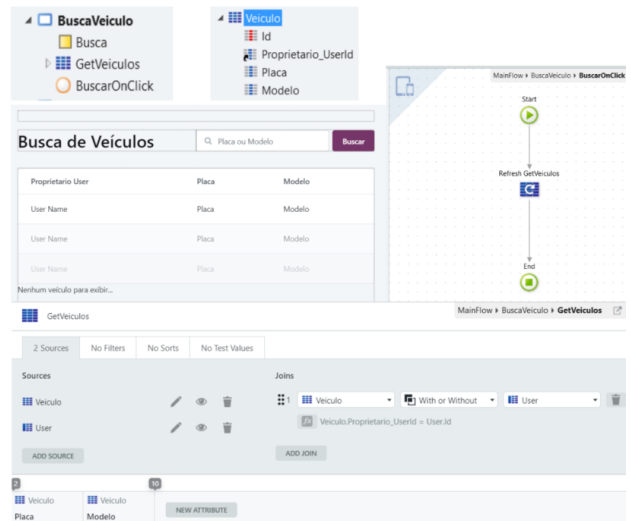 BuscaVeiculo
Busca
GetVeiculos
BuscarOnClick
Veiculo
Id
Proprietario_UserId
Placa
Modelo
MainFlow BuscaVeiculo BuscarOnClick
Start
Refresh GetVeiculos
End
Busca de Veículos
Placa ou Modelo
Buscar
Proprietario User Placa Modelo
User Name Placa Modelo
User Name Placa Modelo
User Name Placa Modelo
Nenhum veículo para exibir...
GetVeiculos
MainFlow BuscaVeiculo GetVeiculos
2 Sources No Filters No Sorts No Test Values
Sources
Veiculo
User
ADD SOURCE
Joins
1 Veiculo With or Without User
Veiculo.Proprietario_UserId = User.Id
ADD JOIN
2 10
Veiculo Veiculo
Placa Modelo
NEW ATTRIBUTE